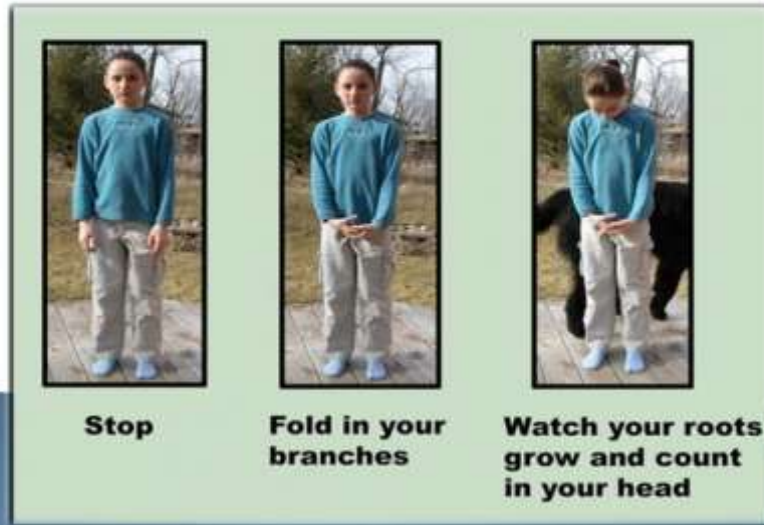 Stop
Fold in your
branches
Watch your roots
grow and count
in your head